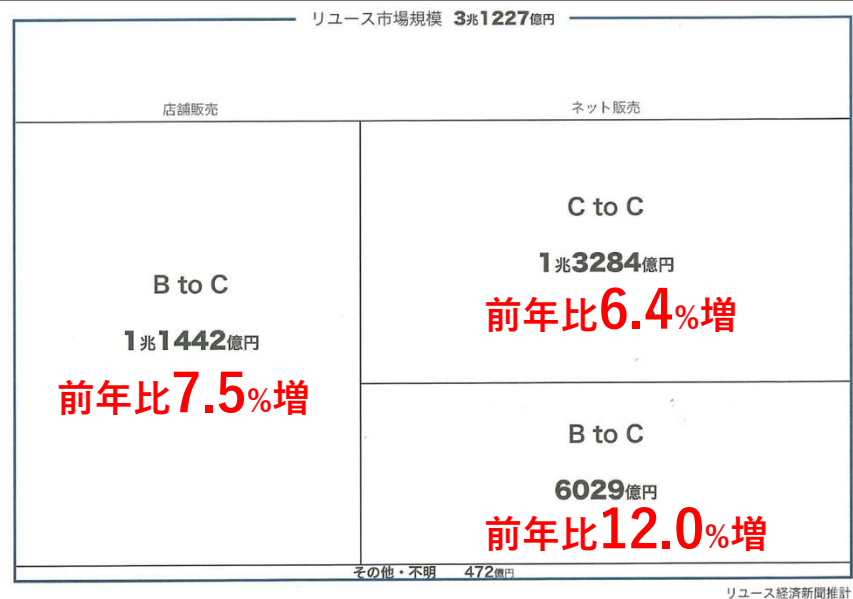 リユース市場規模 3兆1227億円
店舗販売
ネット販売
B to C
1兆1442億円
前年比7.5%増
C to C
1兆3284億円
前年比6.4%増
B to C
6029億円
前年比12.0%増
その他・不明 472億円
リユース経済新聞推計